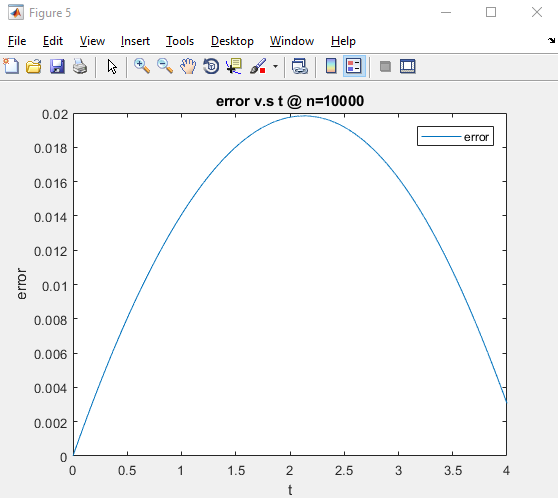 Figure 5
File Edit View Insert Tools Desktop Window Help
error v.s t @ n=10000
error
0.02
0.018
0.016
0.014
0.012
0.01
0.008
0.006
0.004
0.002
0
error
0 0.5 1 1.5 2 2.5 3 3.5 4
t